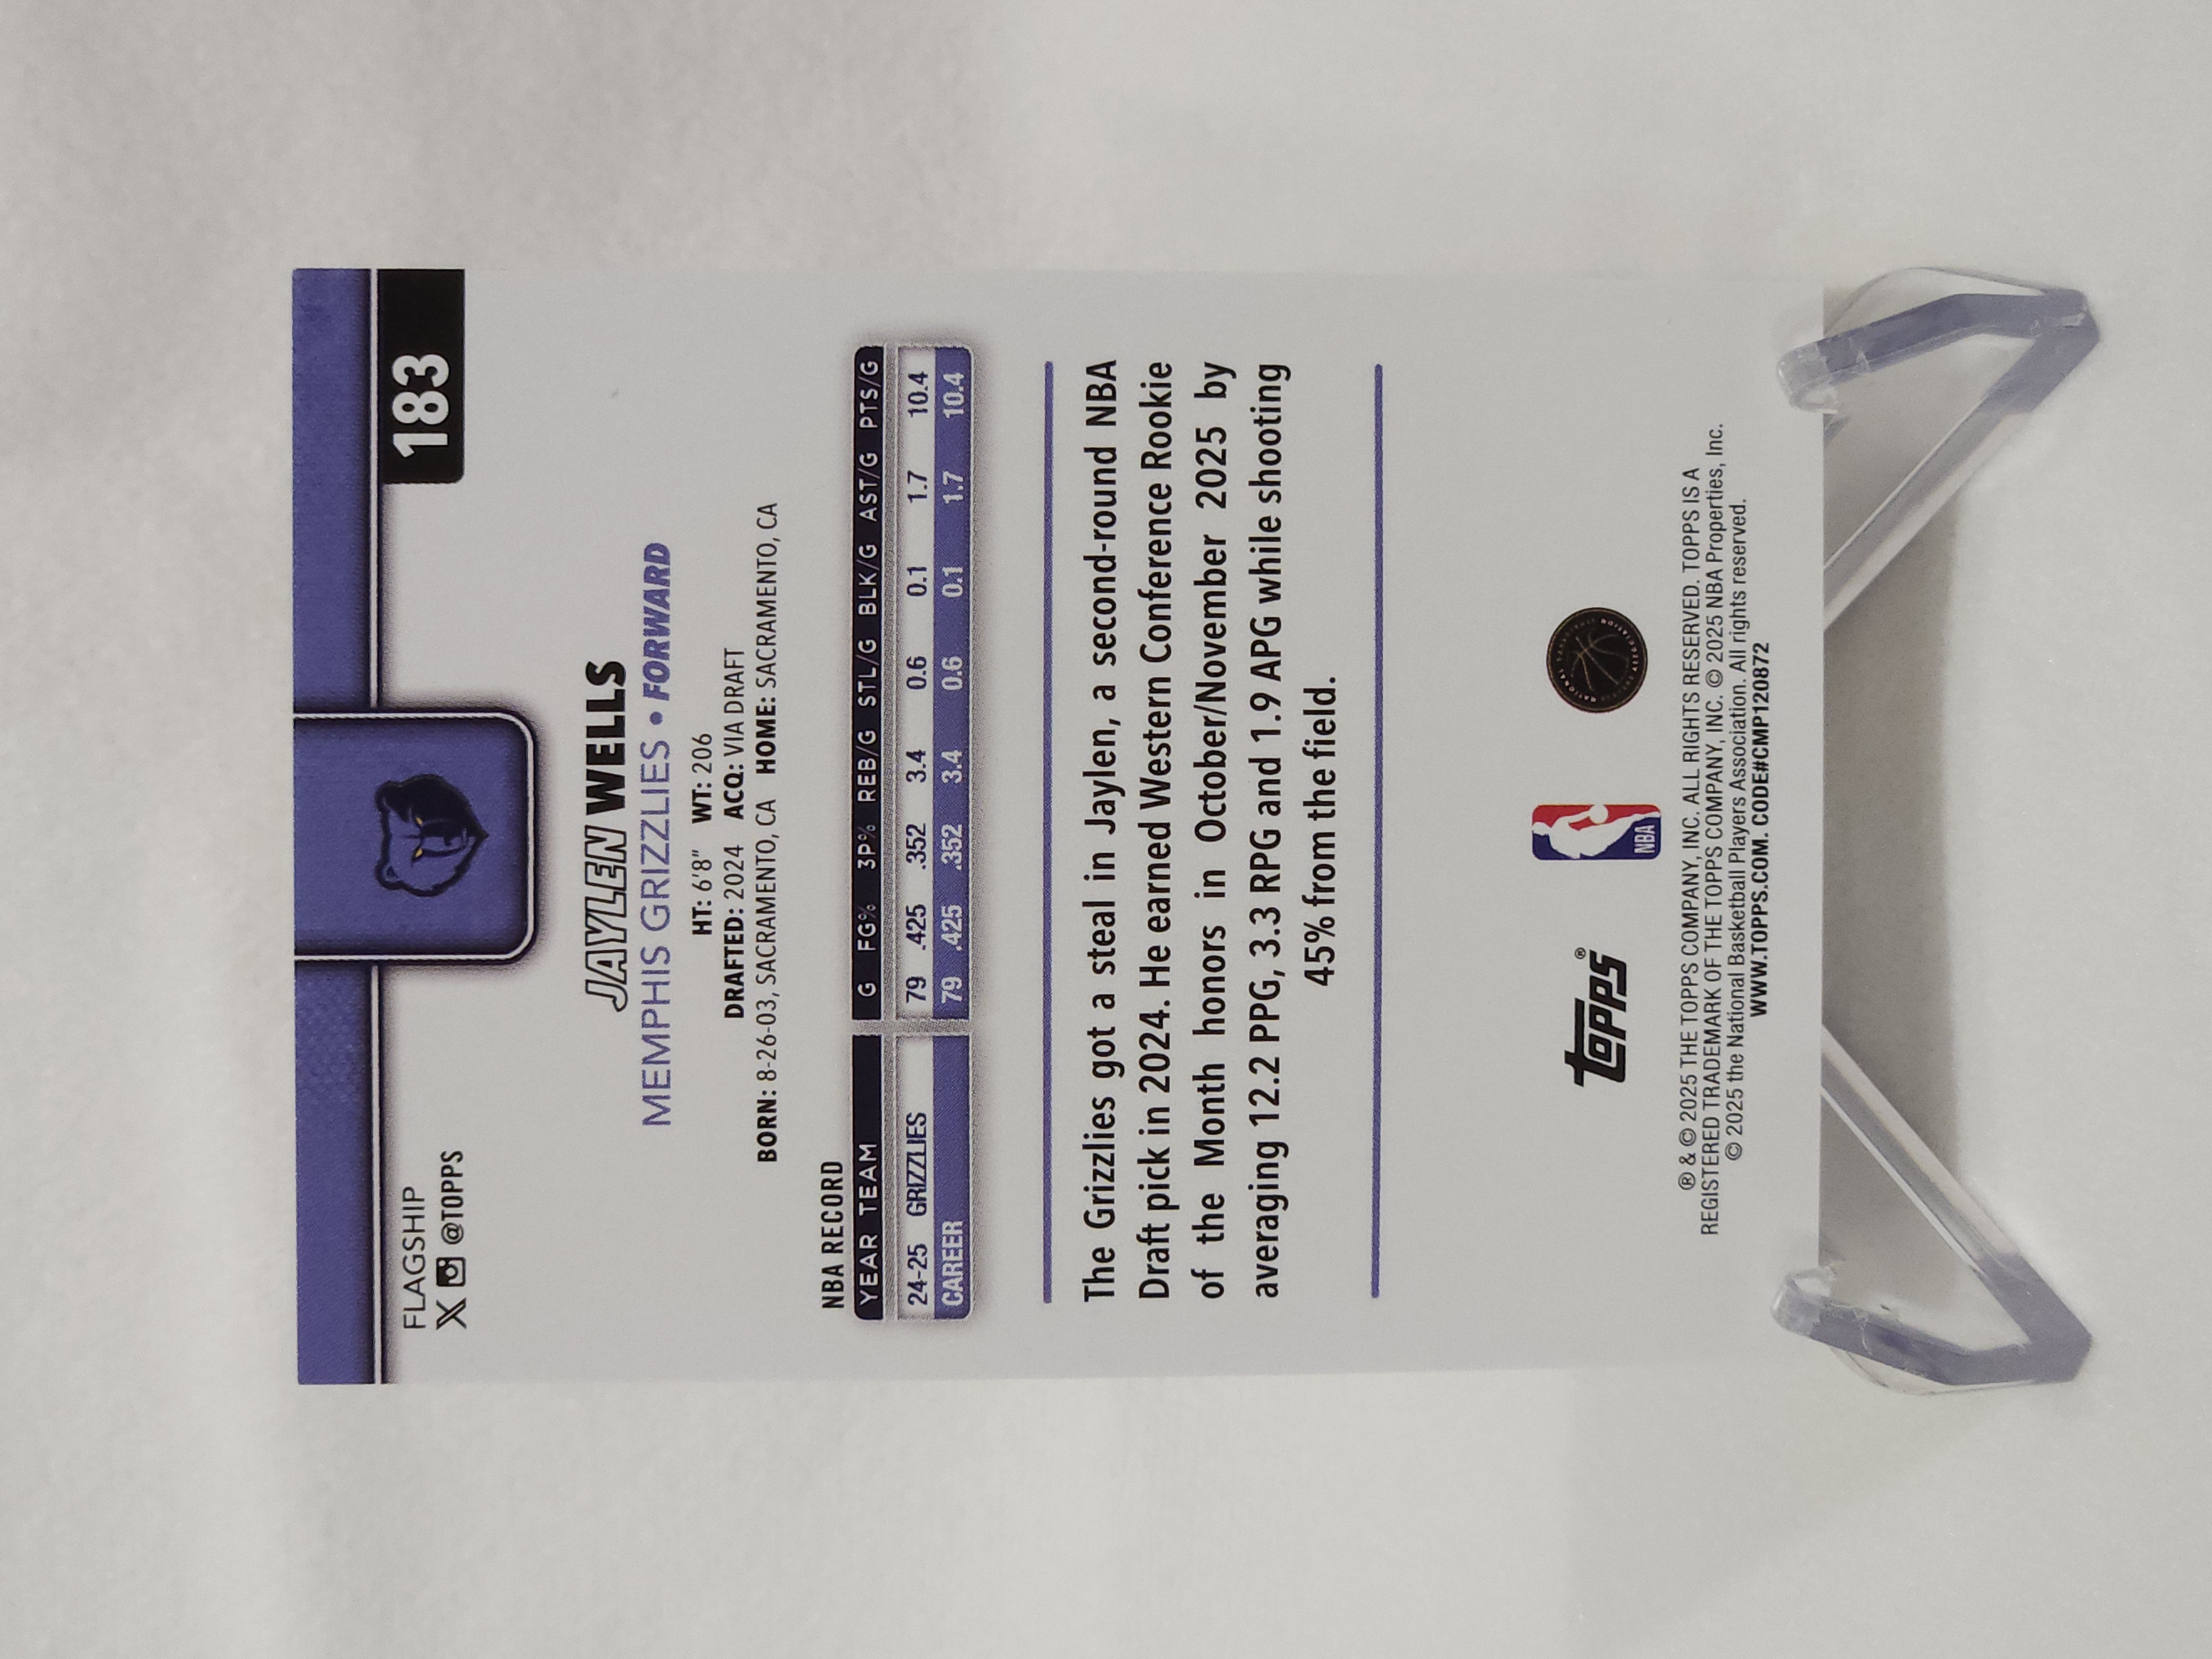 183
FLAGSHIP
X @TOPPS
JAYLEN WELLS
MEMPHIS GRIZZLIES • FORWARD
HT: 6'8" WT: 206
DRAFTED: 2024 ACQ: VIA DRAFT
BORN: 8-26-03, SACRAMENTO, CA HOME: SACRAMENTO, CA
NBA RECORD
YEAR TEAM G FG% 3P% REB/G STL/G BLK/G AST/G PTS/G
24-25 GRIZZLIES 79 .425 .352 3.4 0.6 0.1 1.7 10.4
CAREER 79 .425 .352 3.4 0.6 0.1 1.7 10.4
The Grizzlies got a steal in Jaylen, a second-round NBA
Draft pick in 2024. He earned Western Conference Rookie
of the Month honors in October/November 2025 by
averaging 12.2 PPG, 3.3 RPG and 1.9 APG while shooting
45% from the field.
topps®
NBA
® & © 2025 THE TOPPS COMPANY, INC. ALL RIGHTS RESERVED. TOPPS IS A
REGISTERED TRADEMARK OF THE TOPPS COMPANY, INC. © 2025 NBA Properties, Inc.
© 2025 the National Basketball Players Association. All rights reserved.
WWW.TOPPS.COM. CODE#CMP120872